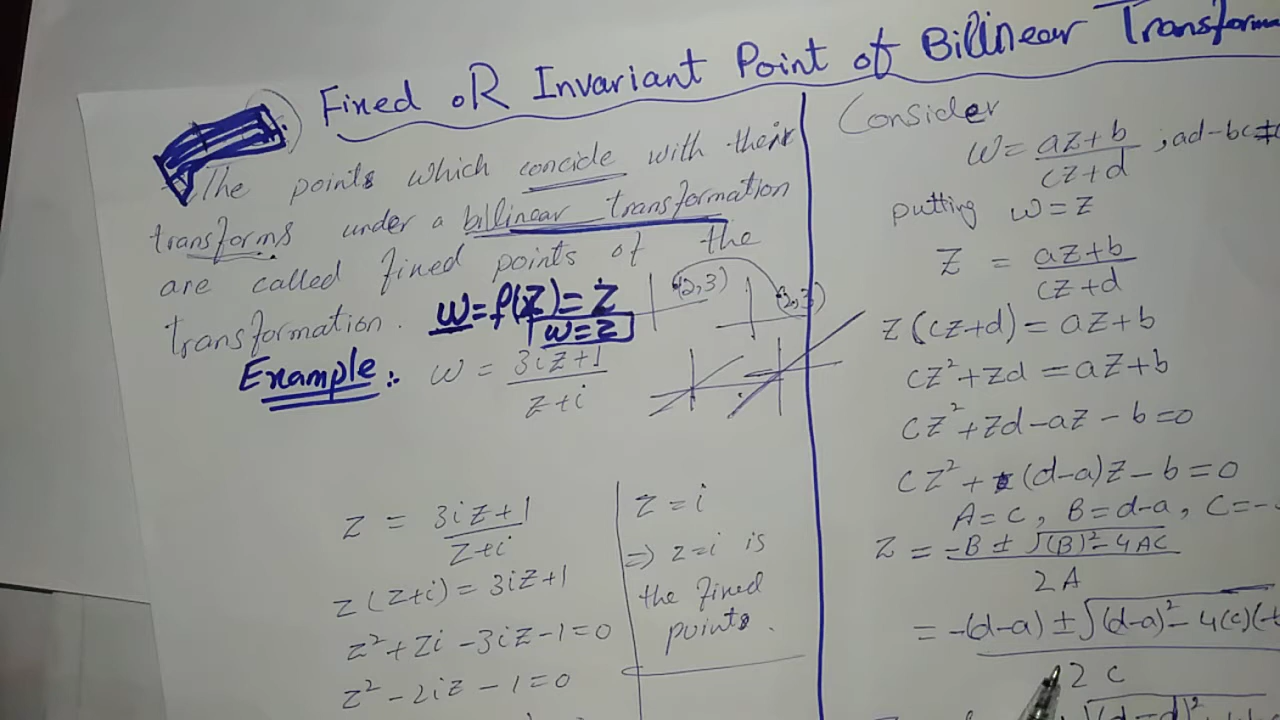 Fixed OR Invariant Point of Bilinear Transforma
The points which concide with their
transforms under a bilinear transformation
are called fixed points of the
transformation. w=f(z)=z
w=z
(2,3) (2,3)
Example:. w = (3iz+1)/(z+i)
z = (3iz+1)/(z+i)
z(z+i) = 3iz+1
z²+zi-3iz-1=0
z²-2iz-1=0
z=i
⇒ z=i is
the fixed
points.
Consider
w = (az+b)/(cz+d) ; ad-bc≠
putting w=z
z = (az+b)/(cz+d)
z(cz+d) = az+b
cz²+zd = az+b
cz²+zd-az-b=0
cz²+(d-a)z-b=0
A=c, B=d-a, C=-
z = (-B±√(B)²-4AC)/2A
= (-(d-a)±√(d-a)²-4(c)(-)/2c